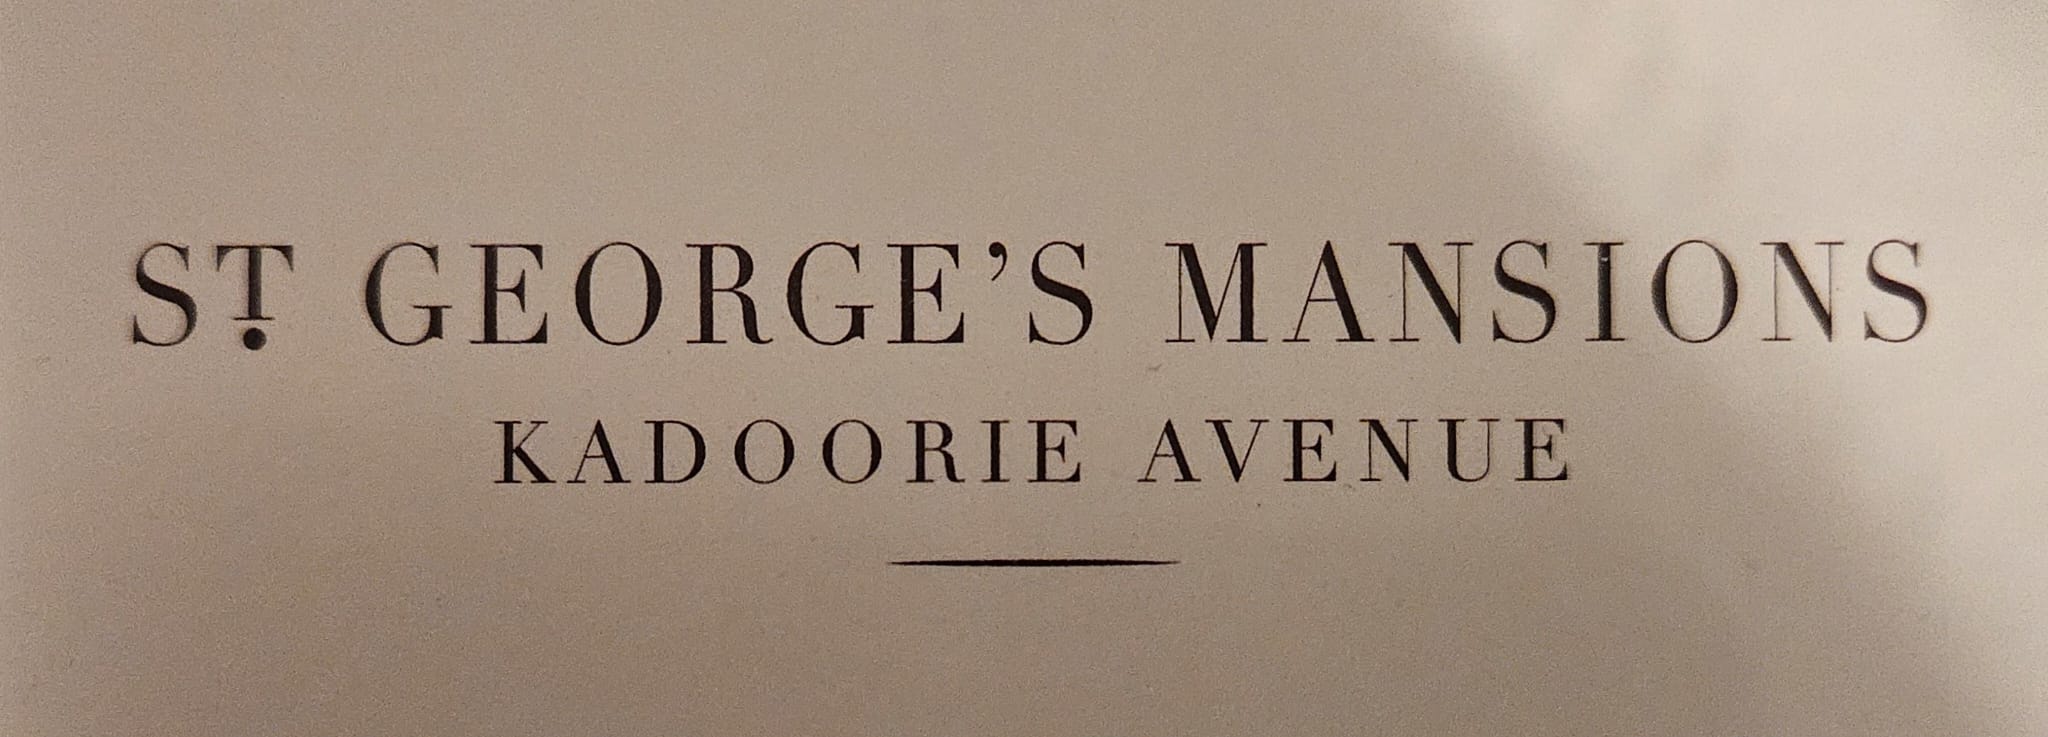 ST. GEORGE’S MANSIONS
KADOORIE AVENUE